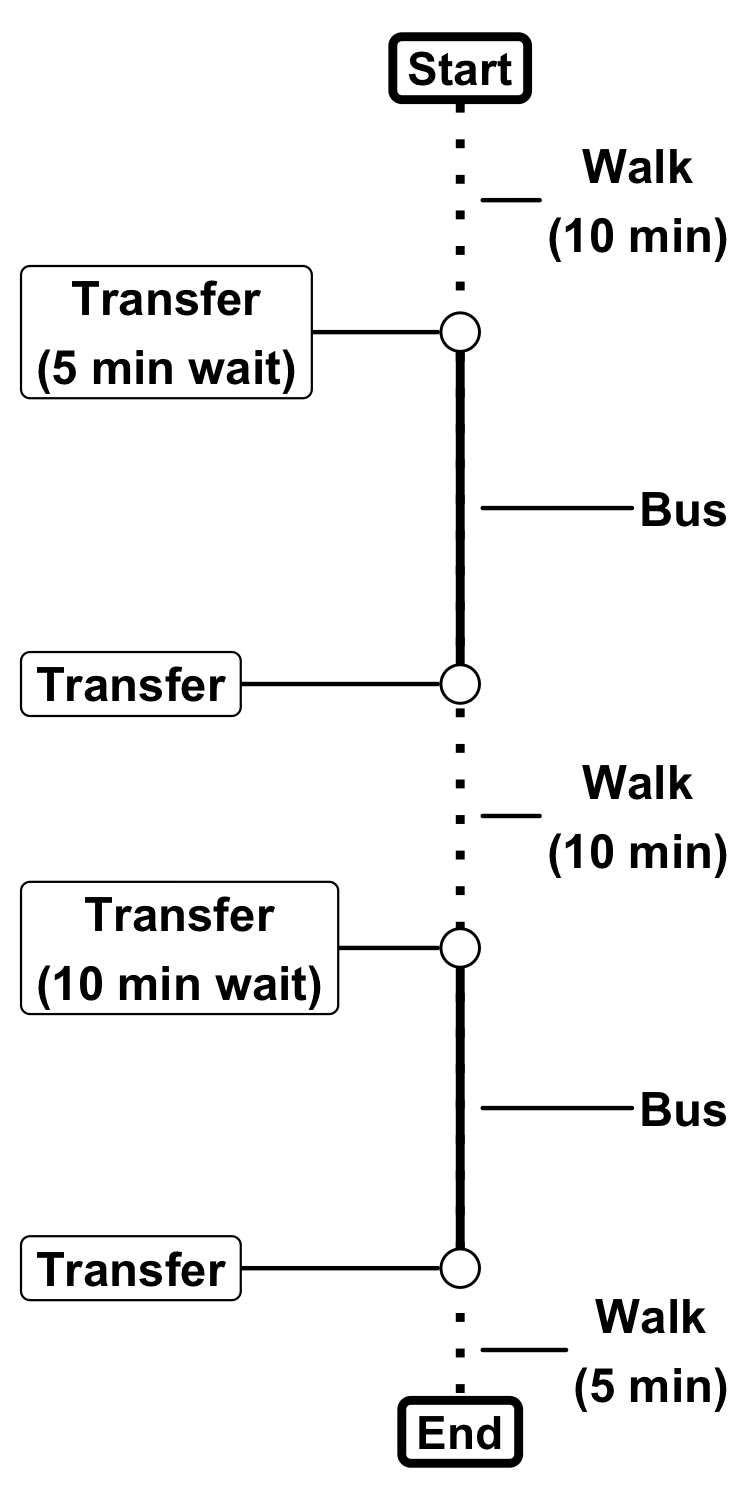 Start
Walk
(10 min)
Transfer
(5 min wait)
Bus
Transfer
Walk
(10 min)
Transfer
(10 min wait)
Bus
Transfer
Walk
(5 min)
End